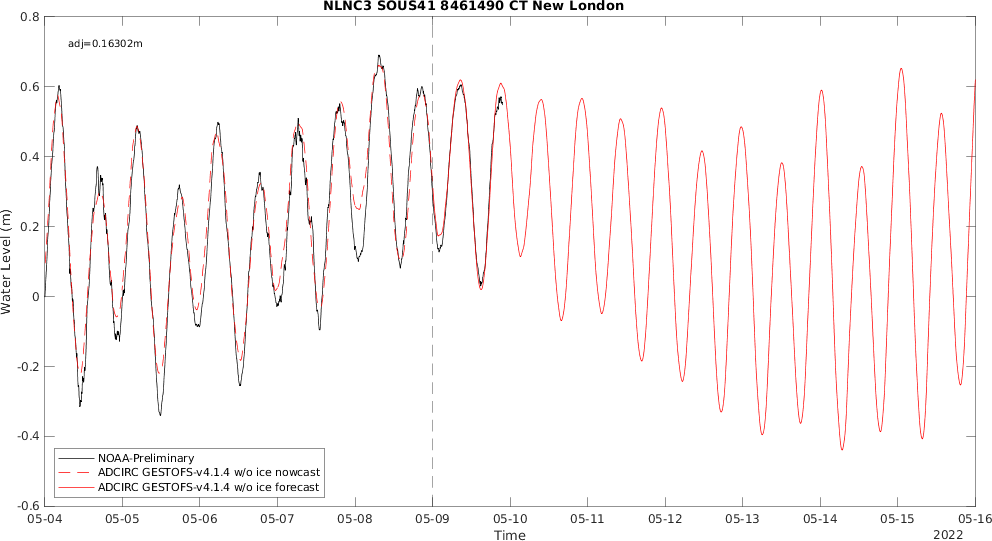 NLNC3 SOUS41 8461490 CT New London
adj=0.16302m
0.8
0.6
0.4
0.2
0
-0.2
-0.4
-0.6
Water Level (m)
NOAA-Preliminary
ADCIRC GESTOFS-v4.1.4 w/o ice nowcast
ADCIRC GESTOFS-v4.1.4 w/o ice forecast
05-04 05-05 05-06 05-07 05-08 05-09 05-10 05-11 05-12 05-13 05-14 05-15 05-16
Time
2022